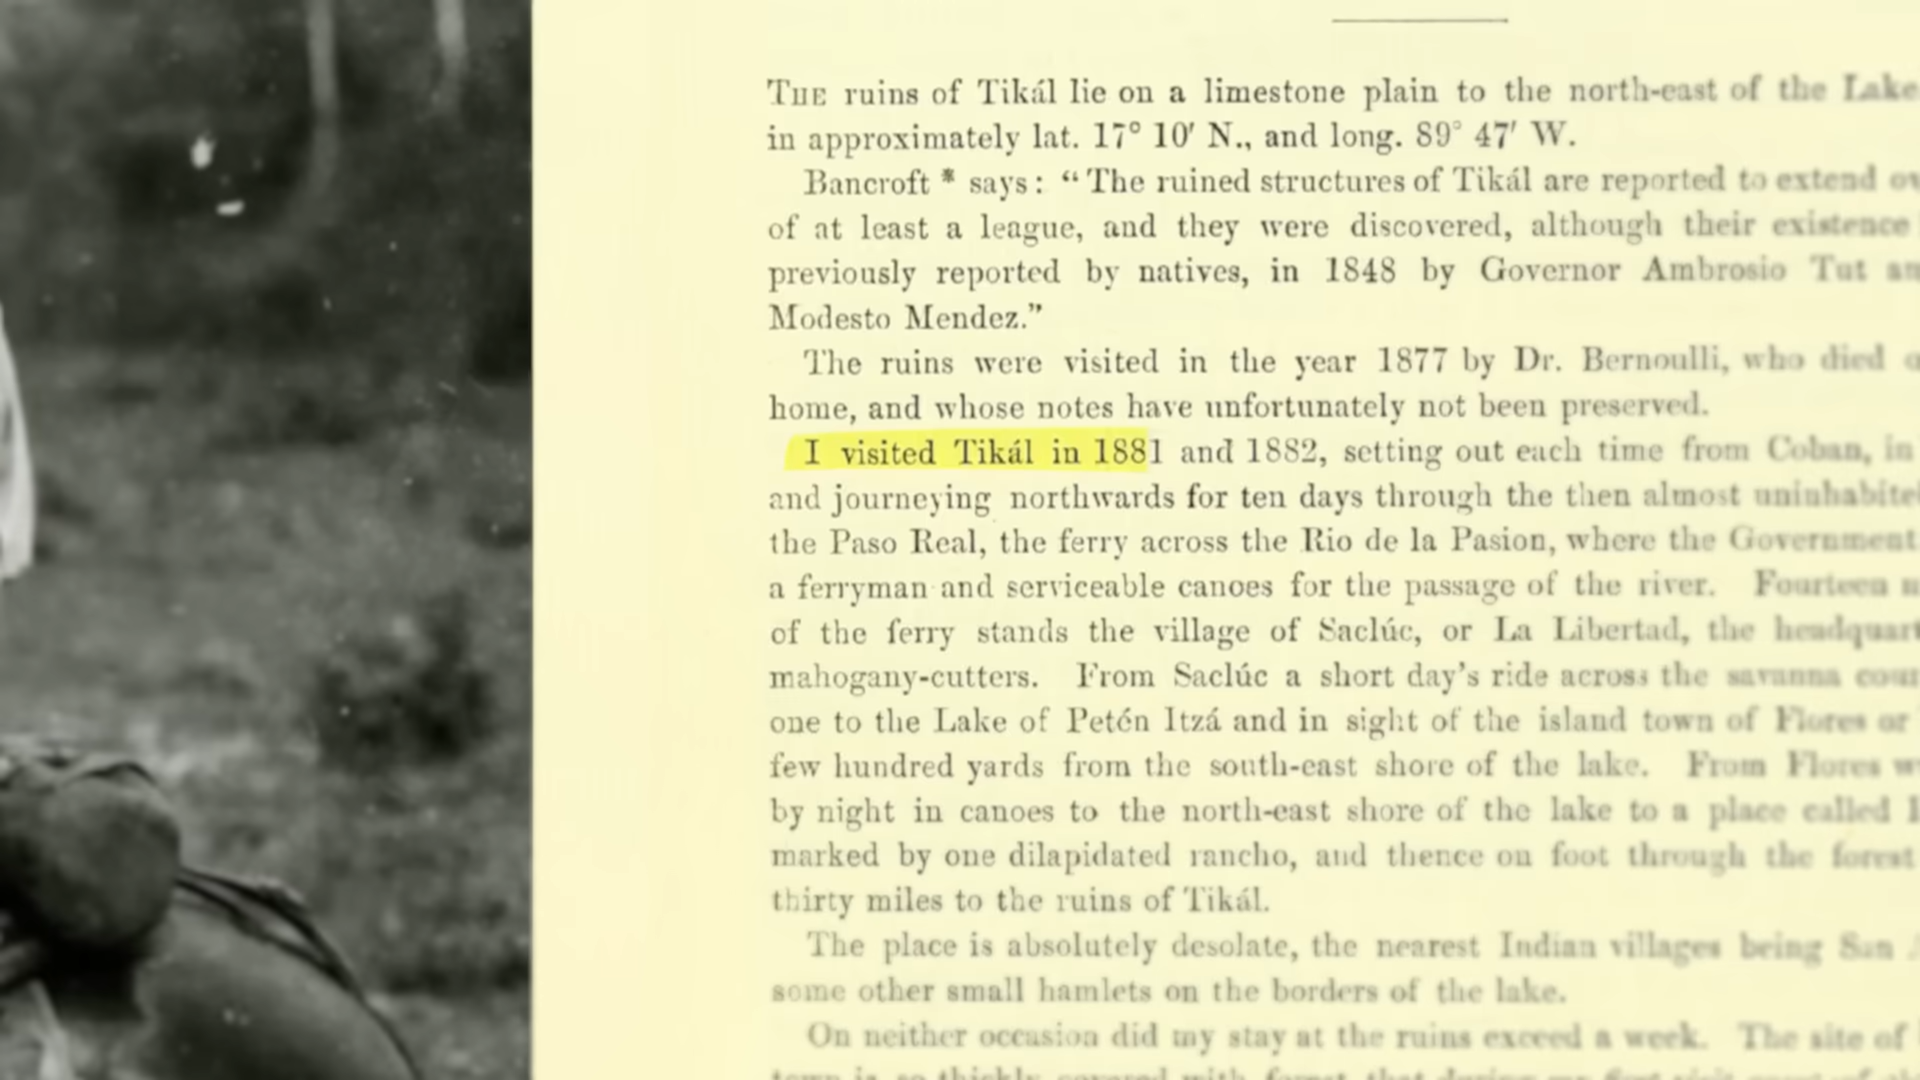 THE ruins of Tikál lie on a limestone plain to the north-east of the Lake
in approximately lat. 17° 10′ N., and long. 89° 47′ W.
Bancroft * says: “The ruined structures of Tikál are reported to extend
of at least a league, and they were discovered, although their existence
previously reported by natives, in 1848 by Governor Ambrosio Tut
Modesto Mendez.”
The ruins were visited in the year 1877 by Dr. Bernoulli, who died
home, and whose notes have unfortunately not been preserved.
I visited Tikál in 1881 and 1882, setting out each time from Coban, in
and journeying northwards for ten days through the then almost
the Paso Real, the ferry across the Rio de la Pasion, where the Government
a ferryman and serviceable canoes for the passage of the river. Fourteen
of the ferry stands the village of Saclúc, or La Libertad, the
mahogany-cutters. From Saclúc a short day’s ride across the savanna
one to the Lake of Petén Itzá and in sight of the island town of Flores or
few hundred yards from the south-east shore of the lake. From Flores
by night in canoes to the north-east shore of the lake to a place called
marked by one dilapidated rancho, and thence on foot through the forest
thirty miles to the ruins of Tikál.
The place is absolutely desolate, the nearest Indian villages being San
some other small hamlets on the borders of the lake.
On neither occasion did my stay at the ruins exceed a week. The site of
town is so thickly covered with forest that during my first visit